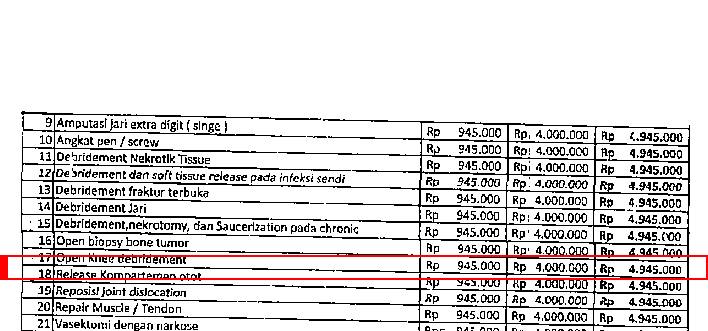 9 Amputasi Jari extra digit ( singe ) Rp 945.000 Rp 4.000.000 Rp 4.945.000
10 Angkat pen / screw Rp 945.000 Rp 4.000.000 Rp 4.945.000
11 Debridement Nekrotik Tissue Rp 945.000 Rp 4.000.000 Rp 4.945.000
12 Debridement dan soft tissue release pada infeksi sendi Rp 945.000 Rp 4.000.000 Rp 4.945.000
13 Debridement fraktur terbuka Rp 945.000 Rp 4.000.000 Rp 4.945.000
14 Debridement Jari Rp 945.000 Rp 4.000.000 Rp 4.945.000
15 Debridement,nekrotomy, dan Saucerization pada chronic Rp 945.000 Rp 4.000.000 Rp 4.945.000
16 Open biopsy bone tumor Rp 945.000 Rp 4.000.000 Rp 4.945.000
17 Open Knee debridement Rp 945.000 Rp 4.000.000 Rp 4.945.000
18 Release Kompartemen otot Rp 945.000 Rp 4.000.000 Rp 4.945.000
19 Reposisi joint dislocation Rp 945.000 Rp 4.000.000 Rp 4.945.000
20 Repair Muscle / Tendon Rp 945.000 Rp 4.000.000 Rp 4.945.000
21 Vasektomi dengan narkose